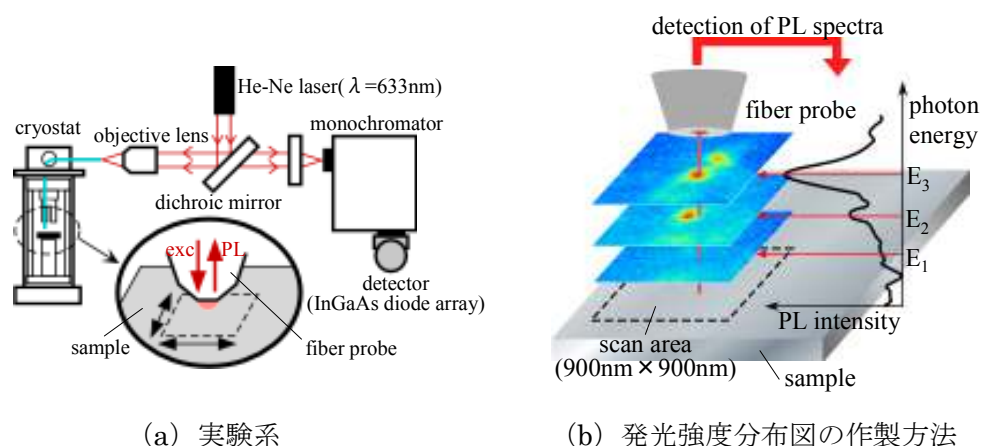 He-Ne laser(λ=633nm)
cryostat
objective lens
monochromator
dichroic mirror
exc
PL
detector
(InGaAs diode array)
sample
fiber probe
(a) 実験系
detection of PL spectra
fiber probe
photon
energy
E3
E2
E1
PL intensity
scan area
(900nm×900nm)
sample
(b) 発光強度分布図の作製方法